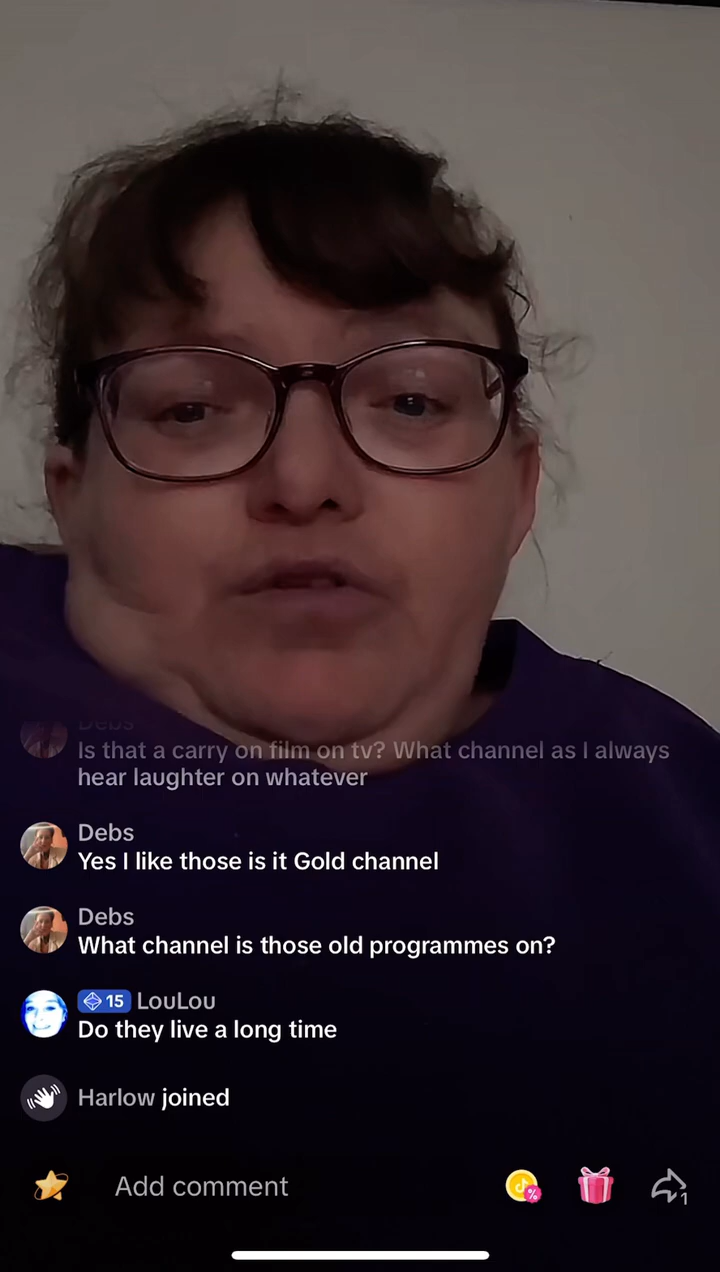 Debs
Is that a carry on film on tv? What channel as I always
hear laughter on whatever
Debs
Yes I like those is it Gold channel
Debs
What channel is those old programmes on?
15 LouLou
Do they live a long time
Harlow joined
Add comment
%
1